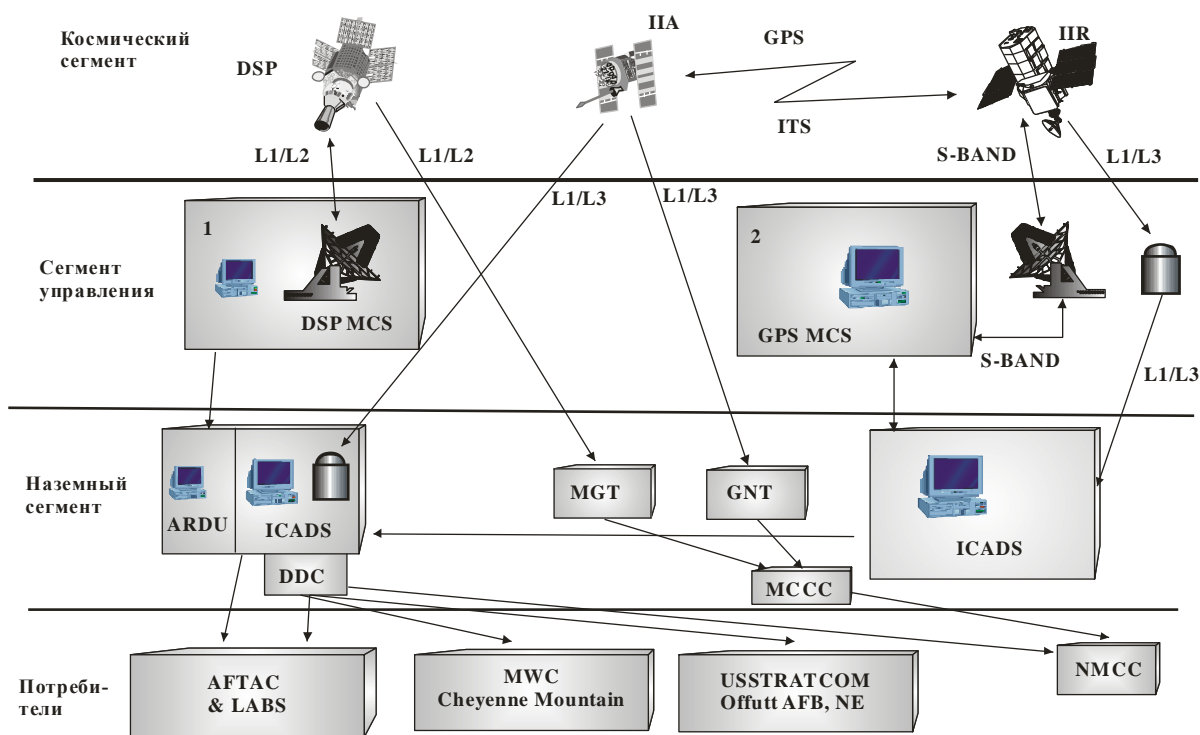 Космический
сегмент
DSP
IIA
GPS
ITS
IIR
L1/L2
L1/L2
L1/L3
L1/L3
S-BAND
L1/L3
Сегмент
управления
1
DSP MCS
2
GPS MCS
S-BAND
L1/L3
Наземный
сегмент
ARDU
ICADS
DDC
MGT
GNT
MCCC
ICADS
Потреби-
тели
AFTAC
& LABS
MWC
Cheyenne Mountain
USSTRATCOM
Offutt AFB, NE
NMCC